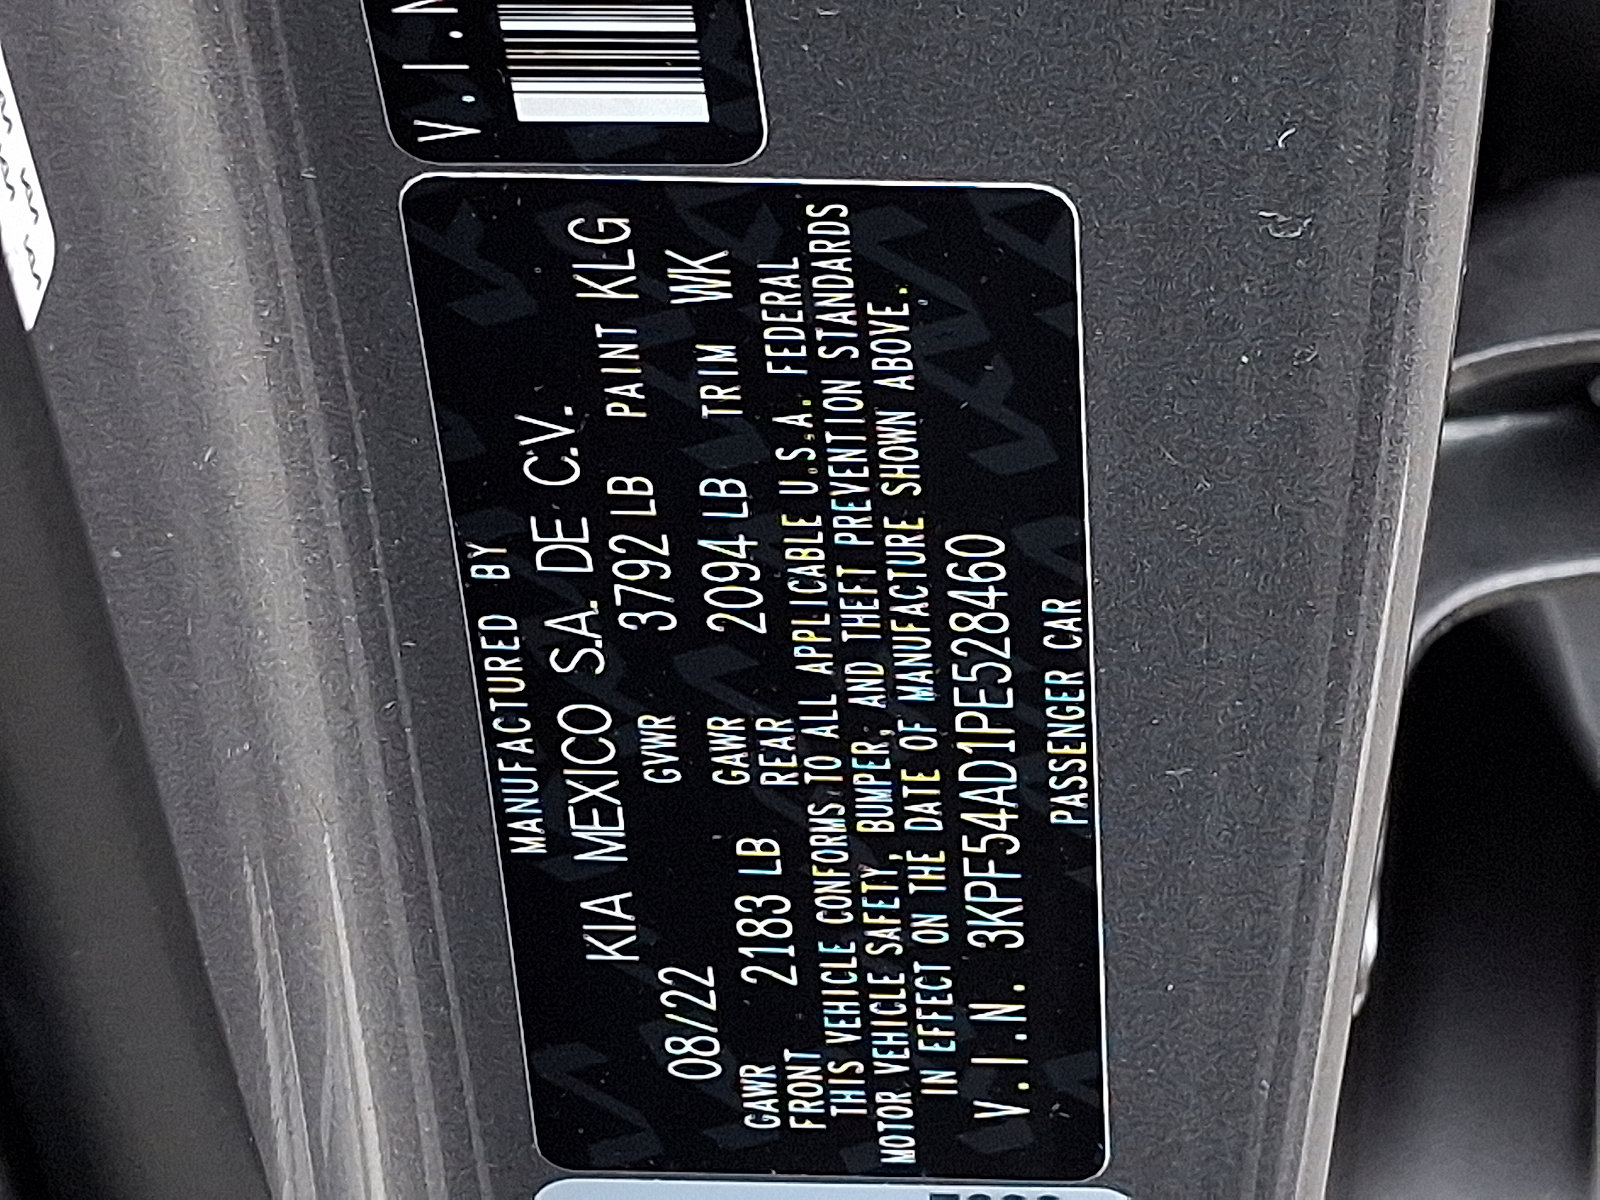 V.I.N
MANUFACTURED BY
KIA MEXICO S.A. DE C.V.
08/22 GVWR 3792 LB PAINT KLG
GAWR FRONT 2183 LB GAWR REAR 2094 LB TRIM WK
THIS VEHICLE CONFORMS TO ALL APPLICABLE U.S.A. FEDERAL
MOTOR VEHICLE SAFETY, BUMPER, AND THEFT PREVENTION STANDARDS
IN EFFECT ON THE DATE OF MANUFACTURE SHOWN ABOVE.
V.I.N. 3KPF54AD1PE528460
PASSENGER CAR